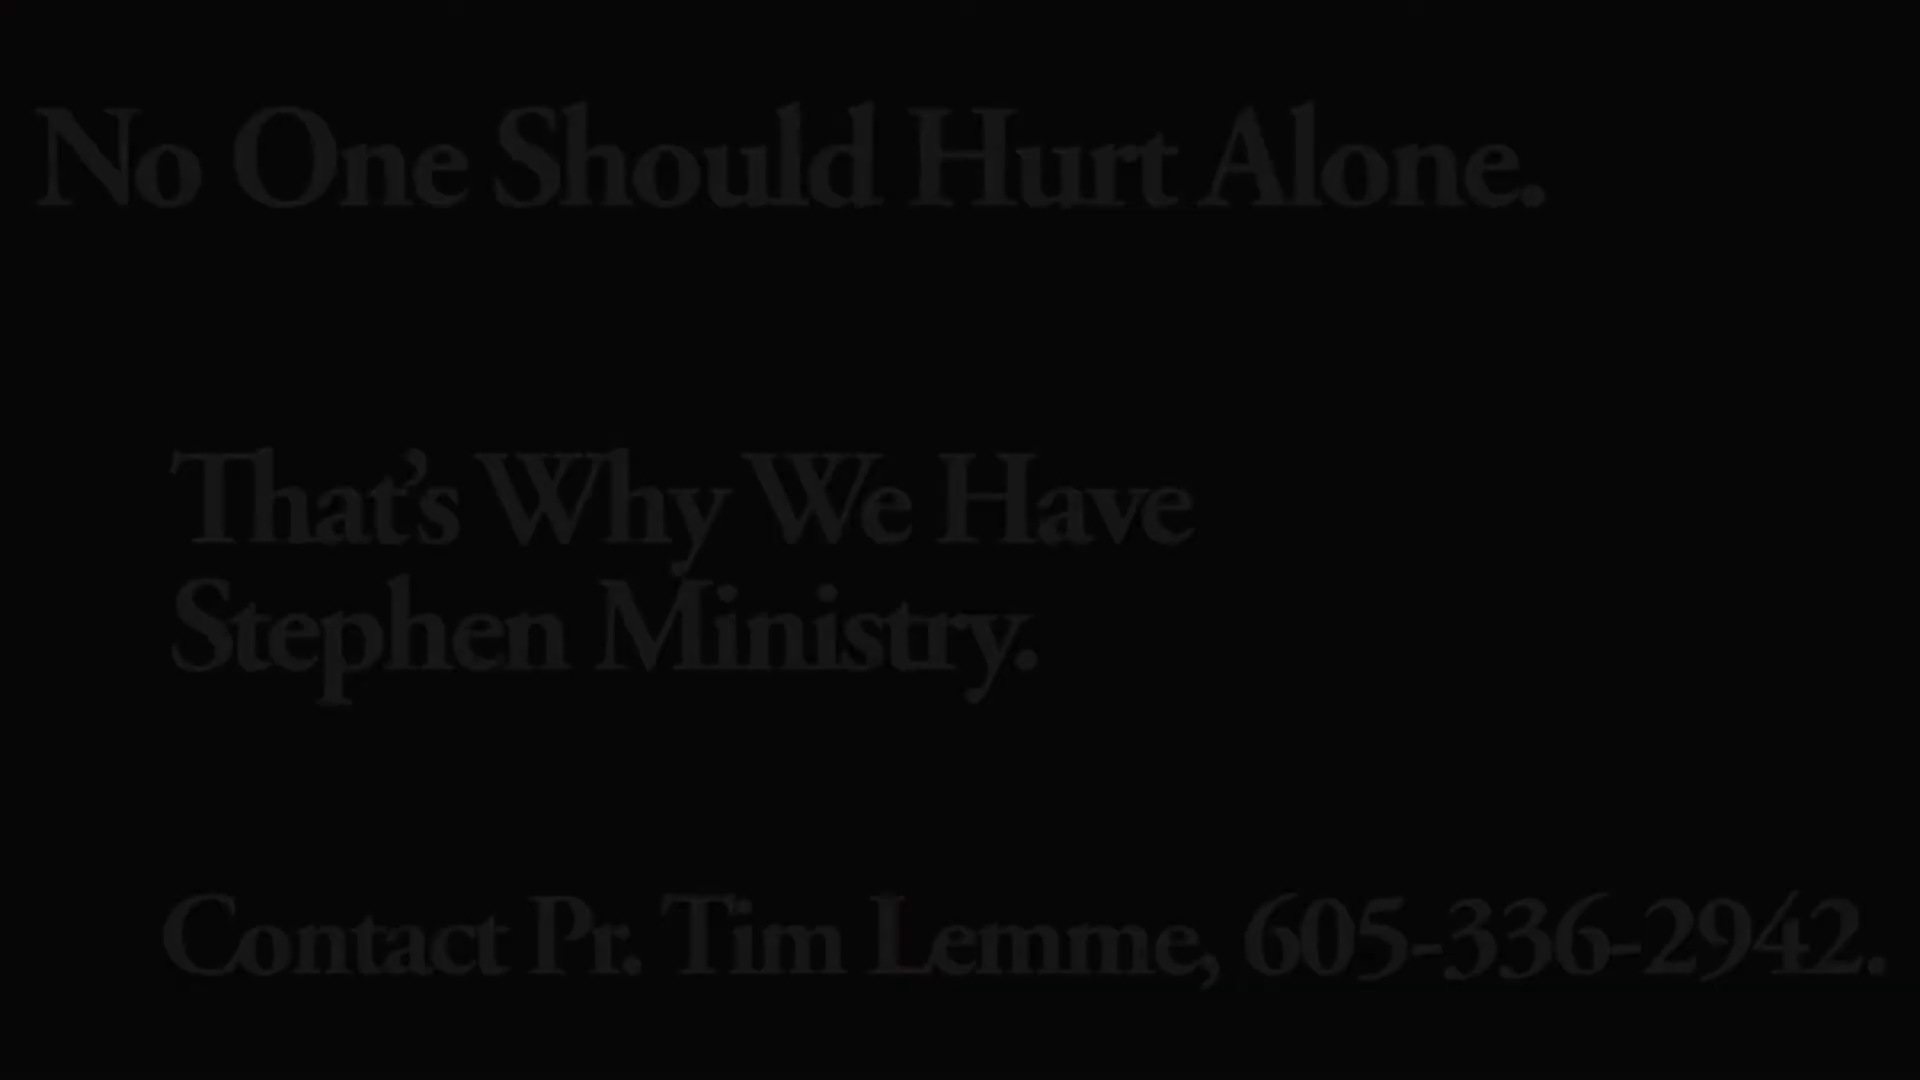 No One Should Hurt Alone.
That’s Why We Have
Stephen Ministry.
Contact Pr. Tim Lemme, 605-336-2942.